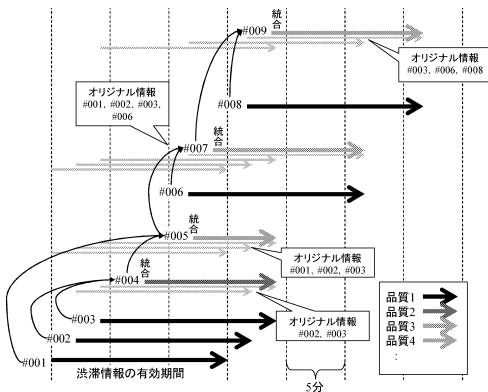 #009
統合
オリジナル情報
#003, #006, #008
オリジナル情報
#001, #002, #003,
#006
#008
#007
統合
#006
統合
#005
オリジナル情報
#001, #002, #003
統合
#004
#003
オリジナル情報
#002, #003
#002
#001
渋滞情報の有効期間
5分
品質1
品質2
品質3
品質4
: